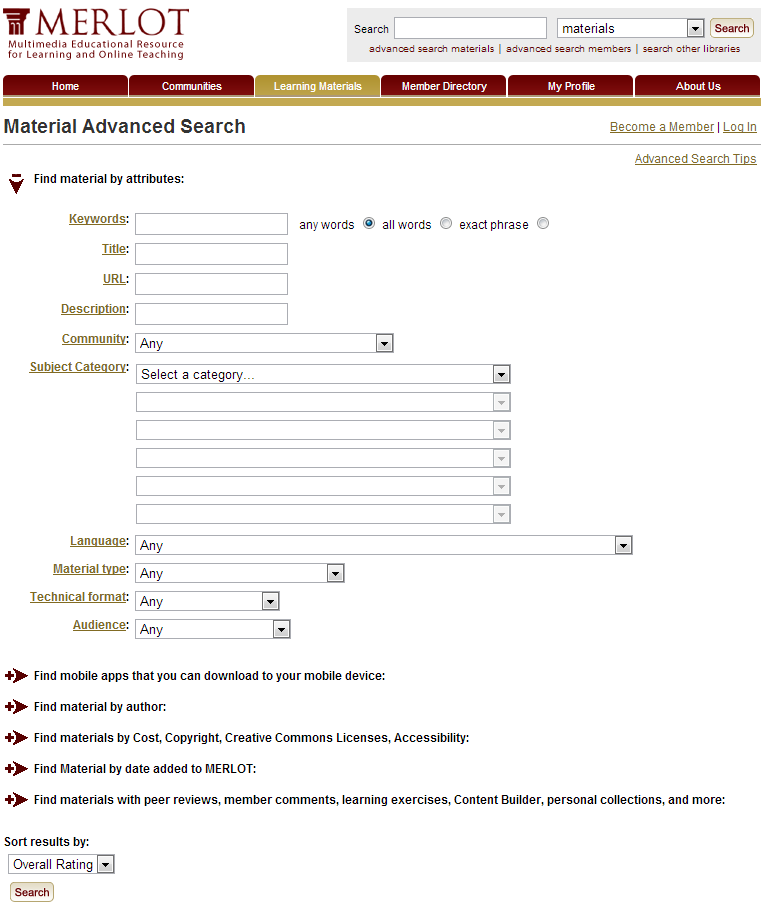 MERLOT
Multimedia Educational Resource
for Learning and Online Teaching
Search materials Search
advanced search materials | advanced search members | search other libraries
Home Communities Learning Materials Member Directory My Profile About Us
Material Advanced Search
Become a Member | Log In
Advanced Search Tips
Find material by attributes:
Keywords: any words all words exact phrase
Title:
URL:
Description:
Community: Any
Subject Category: Select a category...
Language: Any
Material type: Any
Technical format: Any
Audience: Any
Find mobile apps that you can download to your mobile device:
Find material by author:
Find materials by Cost, Copyright, Creative Commons Licenses, Accessibility:
Find Material by date added to MERLOT:
Find materials with peer reviews, member comments, learning exercises, Content Builder, personal collections, and more:
Sort results by:
Overall Rating
Search